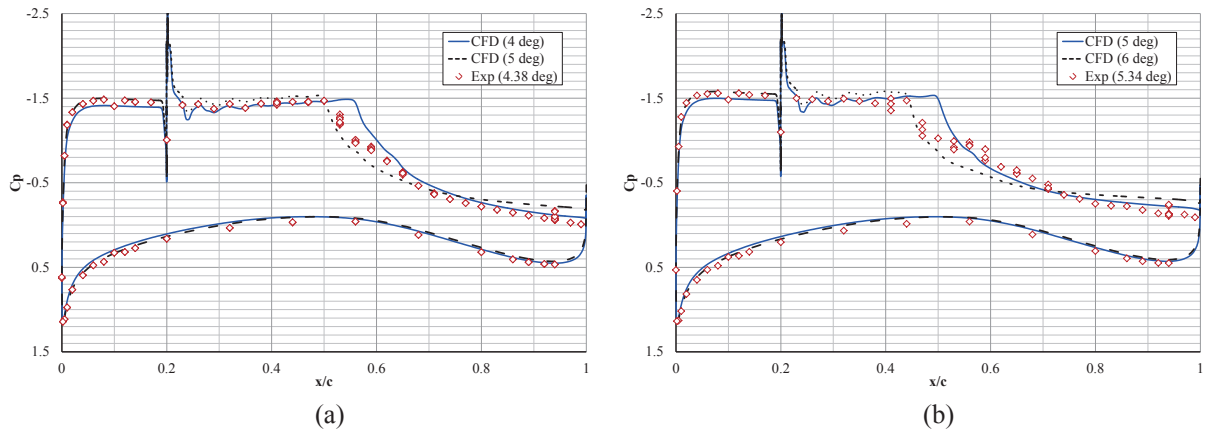 -2.5
-1.5
-0.5
0.5
1.5
Cp
0 0.2 0.4 0.6 0.8 1
x/c
CFD (4 deg)
CFD (5 deg)
Exp (4.38 deg)
(a)
-2.5
-1.5
-0.5
0.5
1.5
Cp
0 0.2 0.4 0.6 0.8 1
x/c
CFD (5 deg)
CFD (6 deg)
Exp (5.34 deg)
(b)